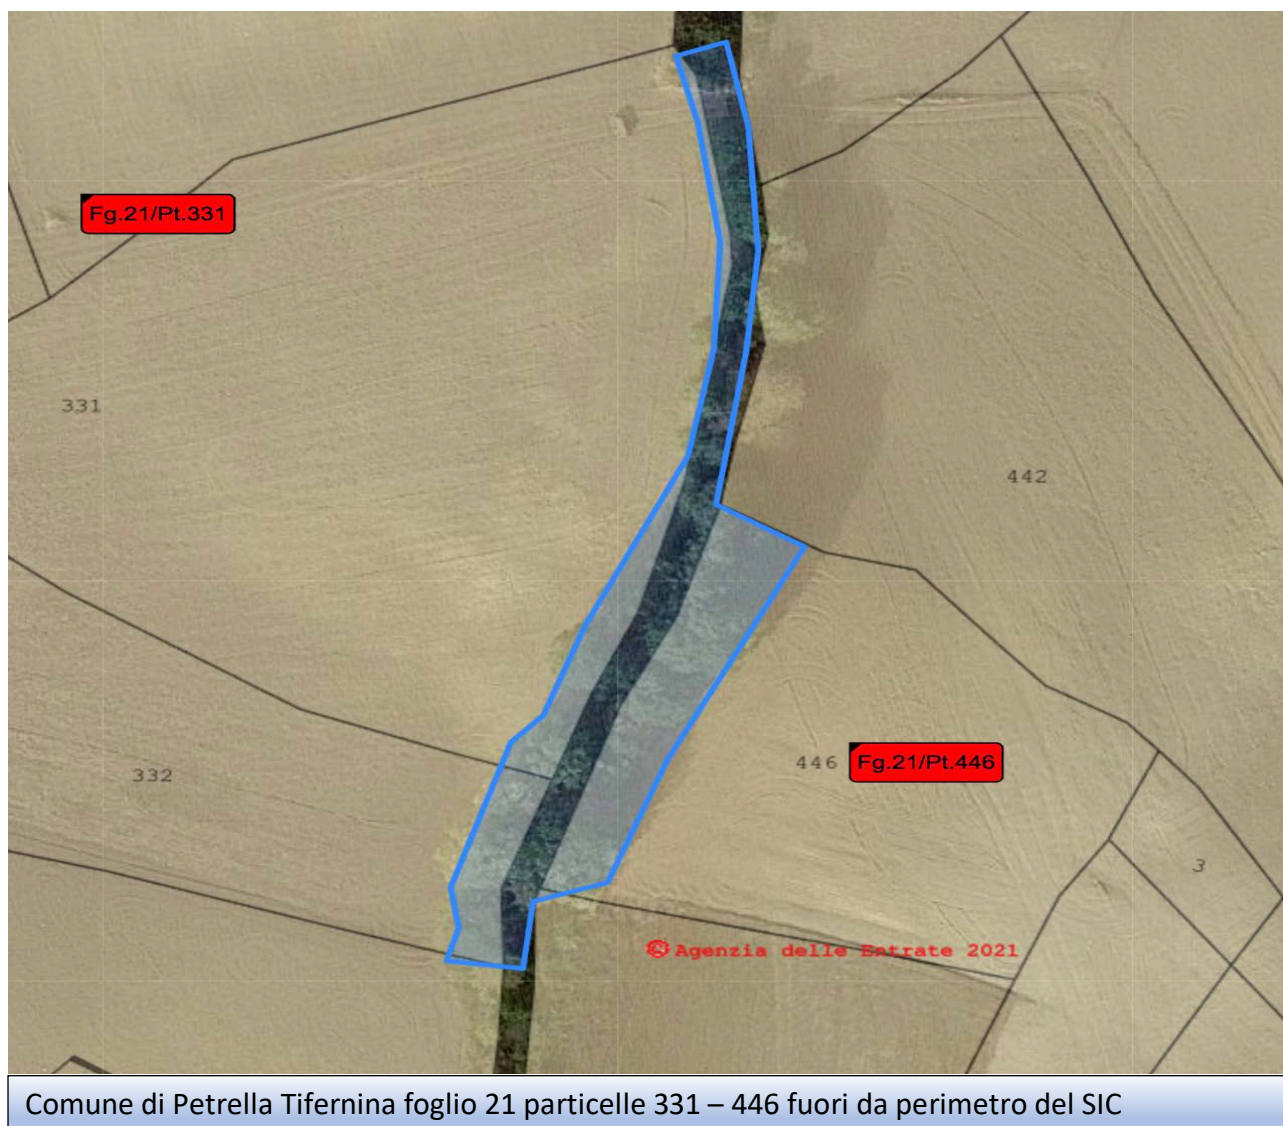 Fg.21/Pt.331
331
442
332
446
Fg.21/Pt.446
3
© Agenzia delle Entrate 2021
Comune di Petrella Tifernina foglio 21 particelle 331 – 446 fuori da perimetro del SIC